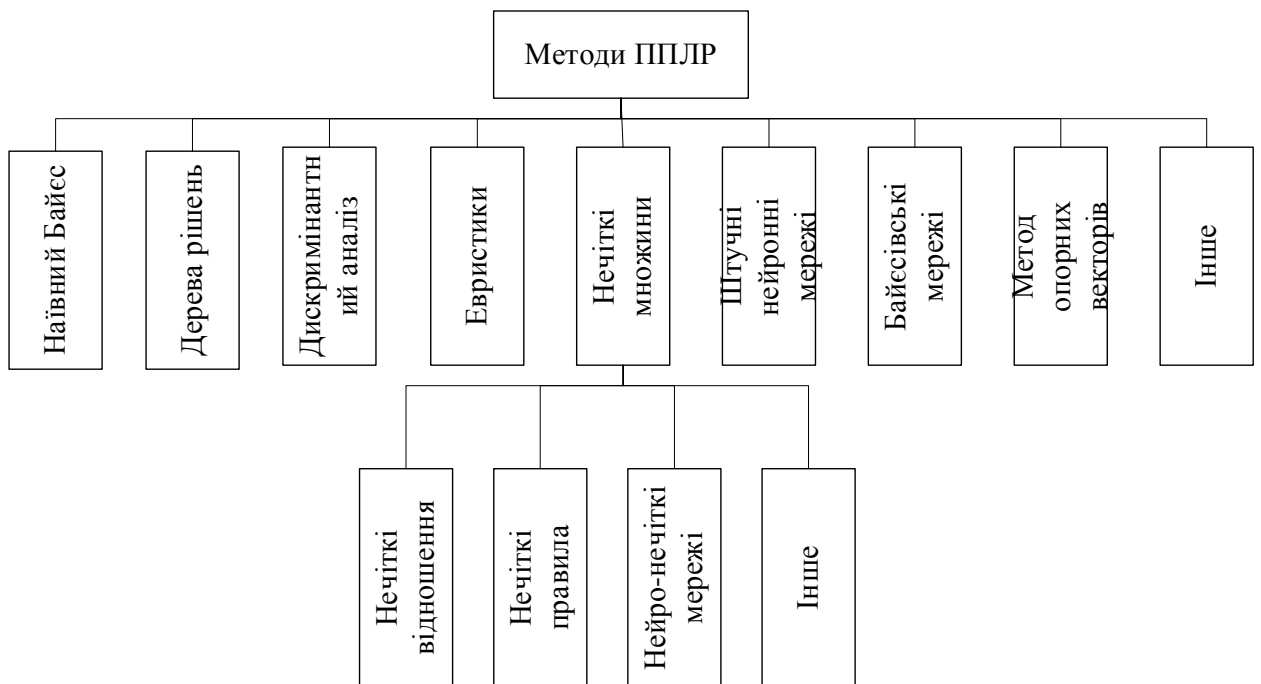 Методи ППЛР
Наївний Байєс
Дерева рішень
Дискримінантн
ий аналіз
Евристики
Нечіткі
множини
Штучні
нейронні
мережі
Байєсівські
мережі
Метод
опорних
векторів
Інше
Нечіткі
відношення
Нечіткі
правила
Нейро-нечіткі
мережі
Інше